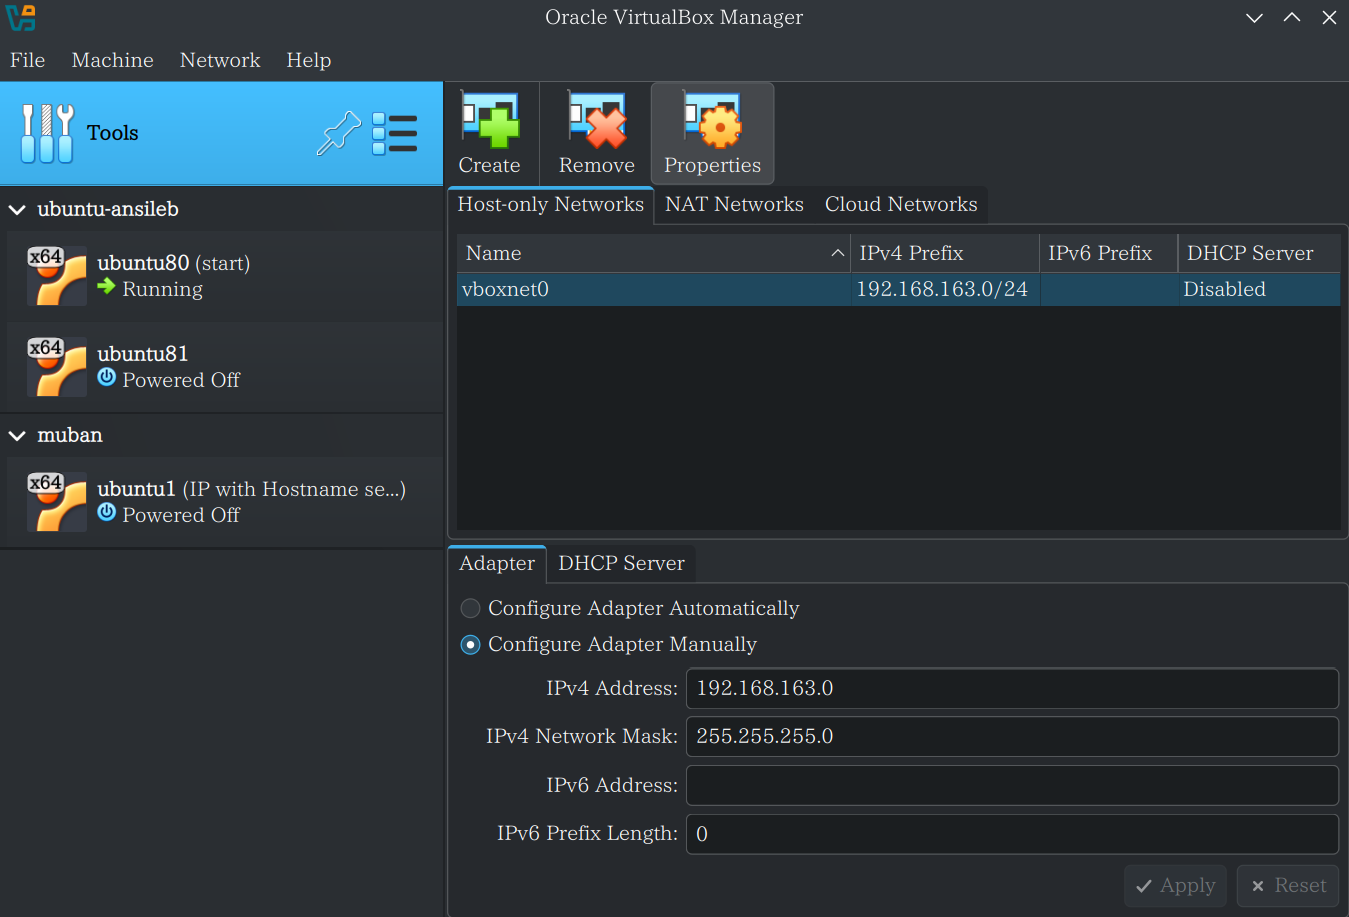 Oracle VirtualBox Manager
File Machine Network Help
Tools
ubuntu-ansileb
x64
ubuntu80 (start)
Running
x64
ubuntu81
Powered Off
muban
x64
ubuntu1 (IP with Hostname se...)
Powered Off
Create Remove Properties
Host-only Networks NAT Networks Cloud Networks
Name IPv4 Prefix IPv6 Prefix DHCP Server
vboxnet0 192.168.163.0/24 Disabled
Adapter DHCP Server
Configure Adapter Automatically
Configure Adapter Manually
IPv4 Address: 192.168.163.0
IPv4 Network Mask: 255.255.255.0
IPv6 Address:
IPv6 Prefix Length: 0
Apply Reset